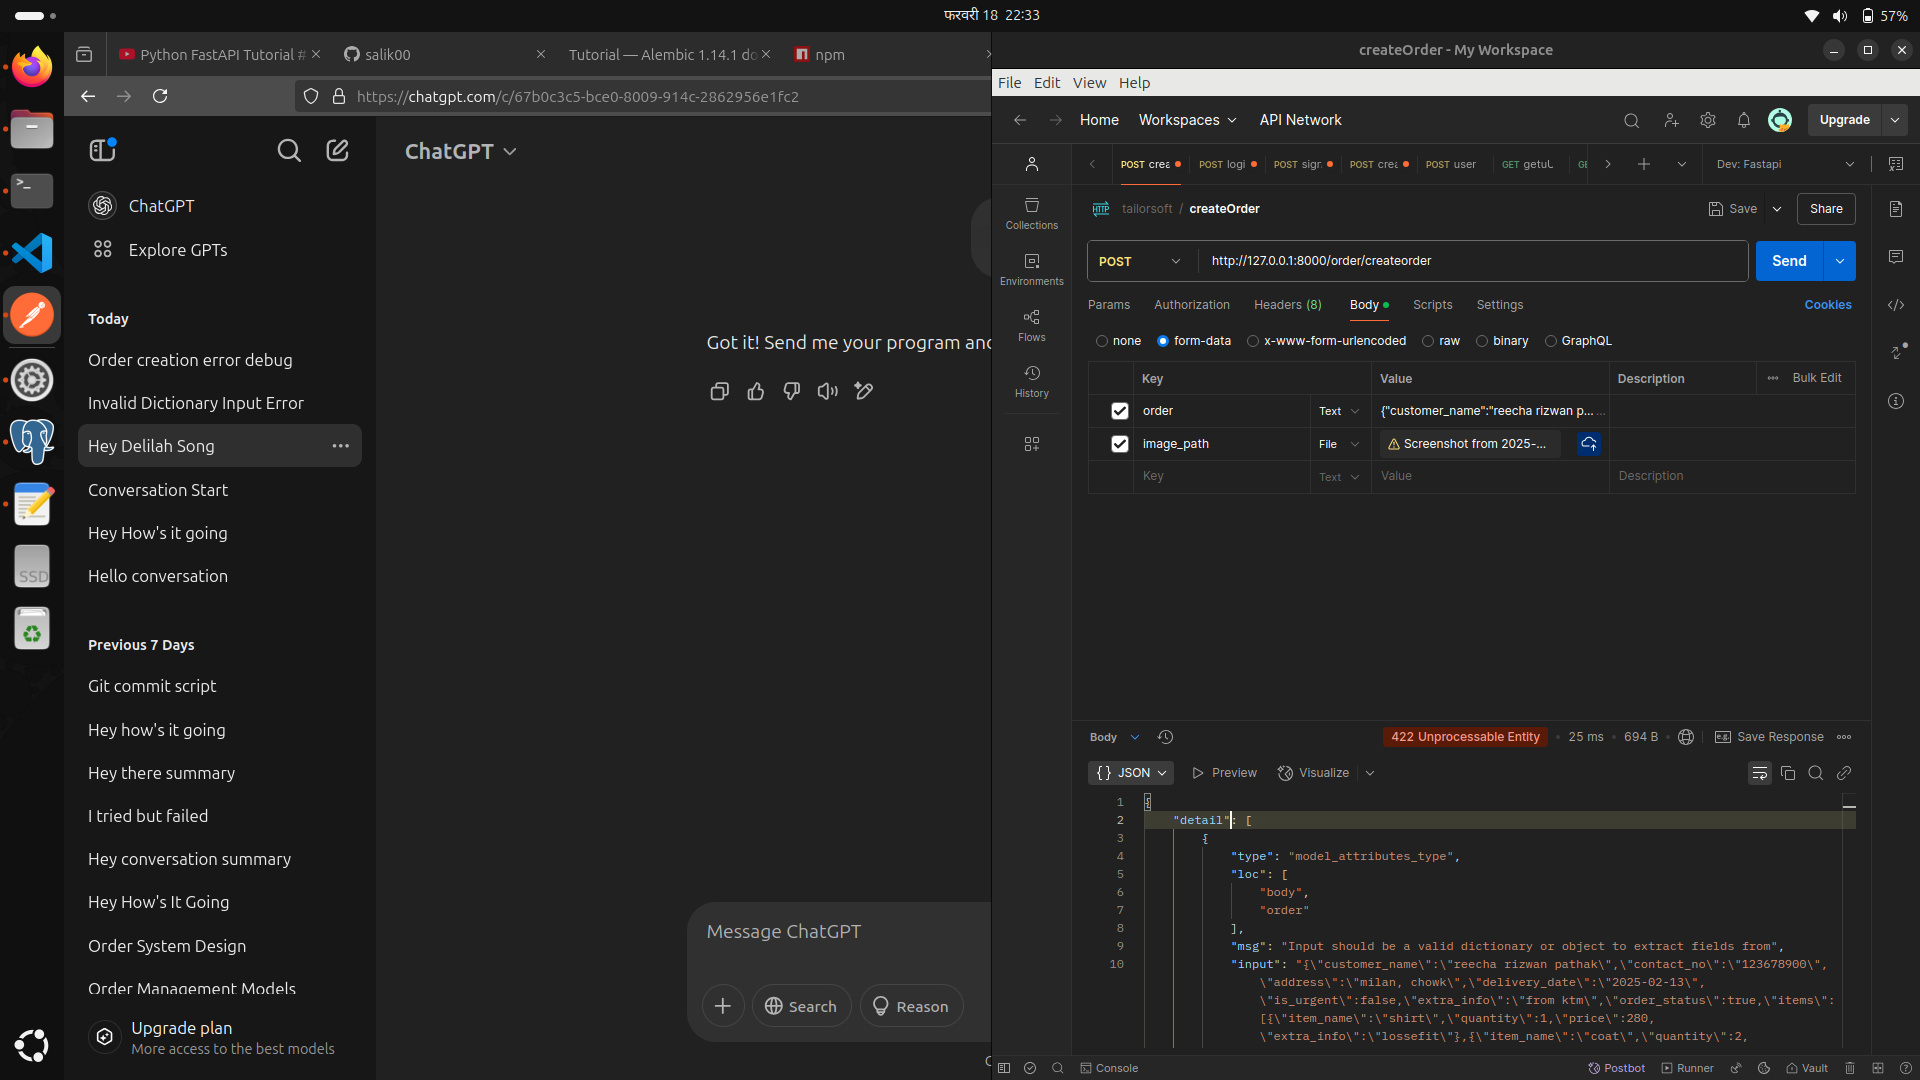 फरवरी 18 22:33
57%
Python FastAPI Tutorial #
salik00
Tutorial — Alembic 1.14.1 do
npm
https://chatgpt.com/c/67b0c3c5-bce0-8009-914c-2862956e1fc2
ChatGPT
Explore GPTs
Today
Order creation error debug
Invalid Dictionary Input Error
Hey Delilah Song
Conversation Start
Hey How's it going
Hello conversation
Previous 7 Days
Git commit script
Hey how's it going
Hey there summary
I tried but failed
Hey conversation summary
Hey How's It Going
Order System Design
Order Management Models
Upgrade plan
More access to the best models
SSD
ChatGPT
Got it! Send me your program and
Message ChatGPT
Search
Reason
createOrder - My Workspace
File Edit View Help
Home Workspaces API Network
Upgrade
POST crea
POST logi
POST sign
POST crea
POST user
GET getuU
GE
Dev: Fastapi
Collections
Environments
Flows
History
HTTP tailorsoft / createOrder
Save
Share
POST http://127.0.0.1:8000/order/createorder
Send
Params Authorization Headers (8) Body Scripts Settings
Cookies
none form-data x-www-form-urlencoded raw binary GraphQL
Key Value Description ••• Bulk Edit
order Text {"customer_name":"reecha rizwan p... ...
image_path File Screenshot from 2025-...
Key Text Value Description
Body
422 Unprocessable Entity • 25 ms • 694 B
e.g. Save Response
{} JSON Preview Visualize
1 {
2 "detail": [
3 {
4 "type": "model_attributes_type",
5 "loc": [
6 "body",
7 "order"
8 ],
9 "msg": "Input should be a valid dictionary or object to extract fields from",
10 "input": "{\"customer_name\":\"reecha rizwan pathak\",\"contact_no\":\"123678900\",
\"address\":\"milan, chowk\",\"delivery_date\":\"2025-02-13\",
\"is_urgent\":false,\"extra_info\":\"from ktm\",\"order_status\":true,\"items\":
[{\"item_name\":\"shirt\",\"quantity\":1,\"price\":280,
\"extra_info\":\"lossefit\"},{\"item_name\":\"coat\",\"quantity\":2,
Console
Postbot
Runner
Vault